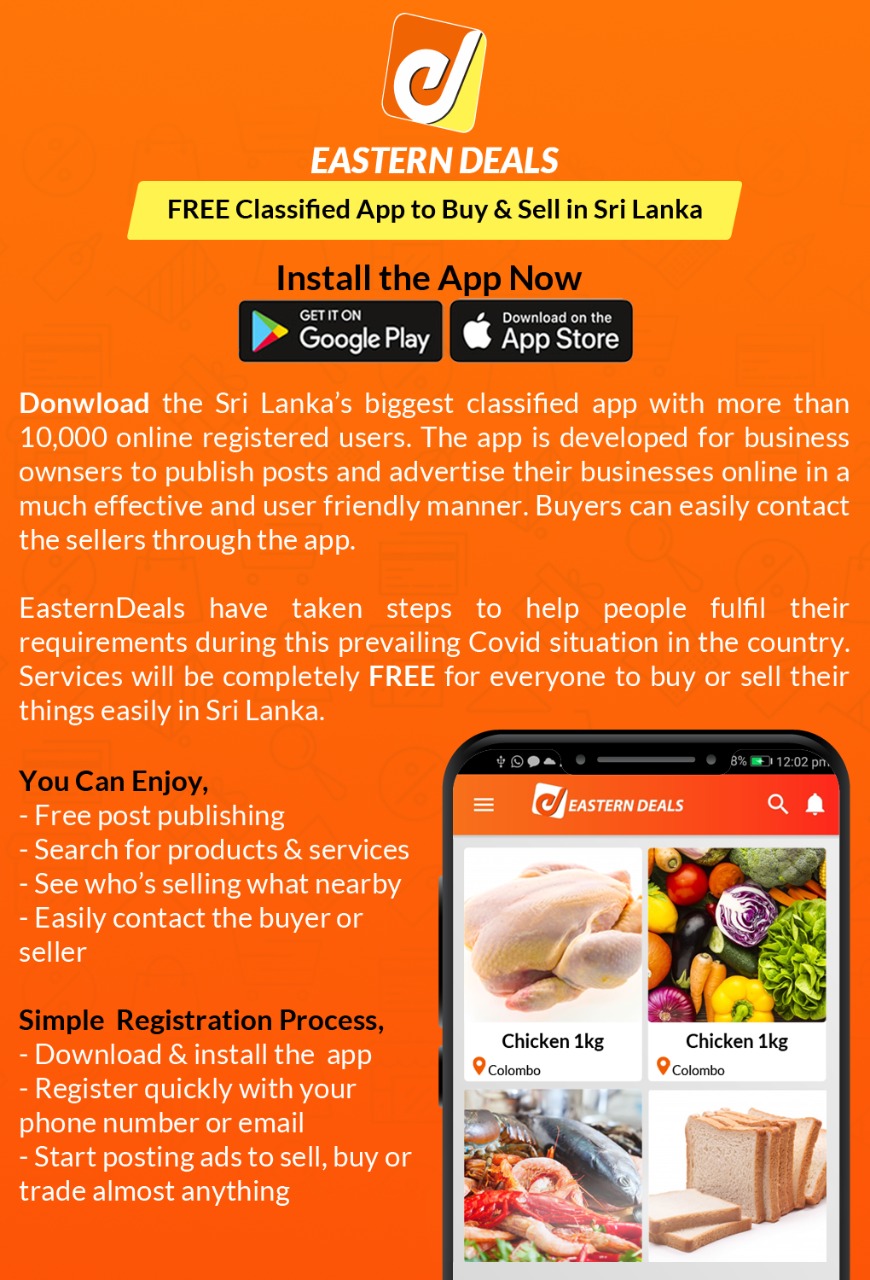 EASTERN DEALS
FREE Classified App to Buy & Sell in Sri Lanka
Install the App Now
GET IT ON
Google Play
Download on the
App Store
Donwload the Sri Lanka's biggest classified app with more than
10,000 online registered users. The app is developed for business
ownsers to publish posts and advertise their businesses online in a
much effective and user friendly manner. Buyers can easily contact
the sellers through the app.
EasternDeals have taken steps to help people fulfil their
requirements during this prevailing Covid situation in the country.
Services will be completely FREE for everyone to buy or sell their
things easily in Sri Lanka.
You Can Enjoy,
- Free post publishing
- Search for products & services
- See who's selling what nearby
- Easily contact the buyer or
seller
Simple  Registration Process,
- Download & install the  app
- Register quickly with your
phone number or email
- Start posting ads to sell, buy or
trade almost anything
8% 12:02 pm
EASTERN DEALS
Chicken 1kg
Colombo
Chicken 1kg
Colombo